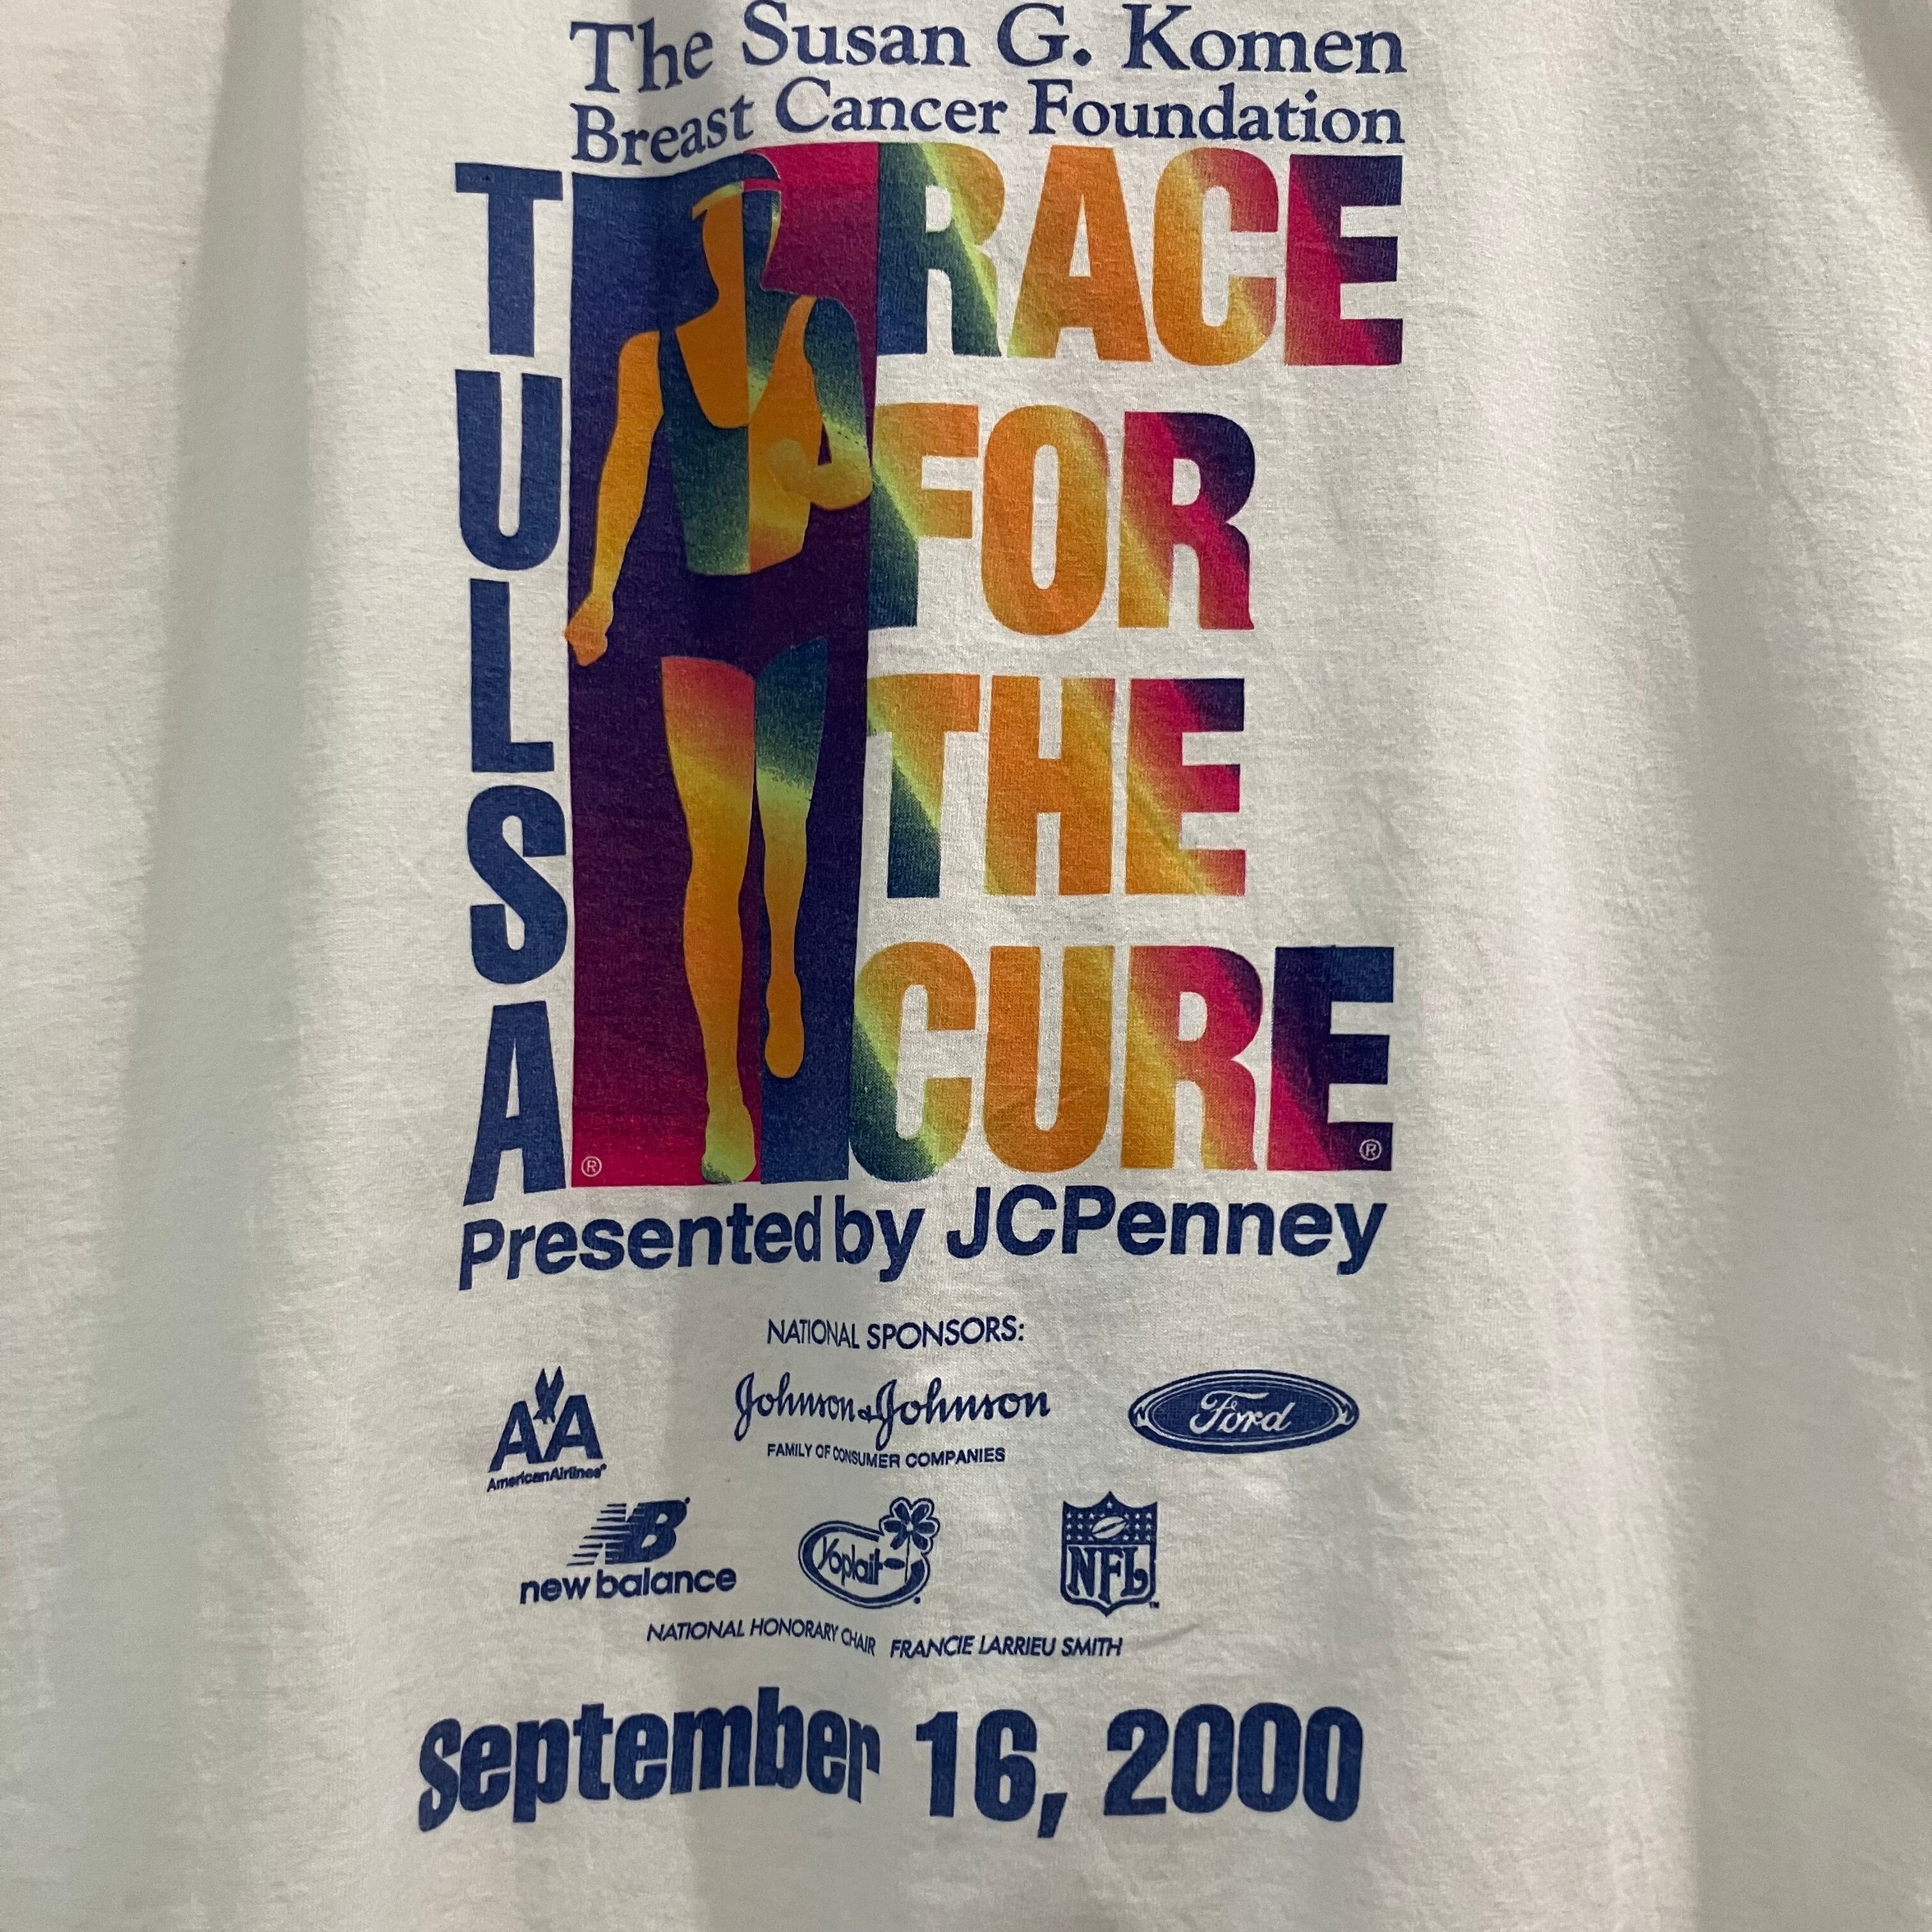 The Susan G. Komen
Breast Cancer Foundation
TULSA
RACE
FOR
THE
CURE
®
®
Presented by JCPenney
NATIONAL SPONSORS:
AA
AmericanAirlines®
Johnson & Johnson
FAMILY OF CONSUMER COMPANIES
Ford
NB
new balance
Yoplait
NFL
™
NATIONAL HONORARY CHAIR FRANCIE LARRIEU SMITH
September 16, 2000